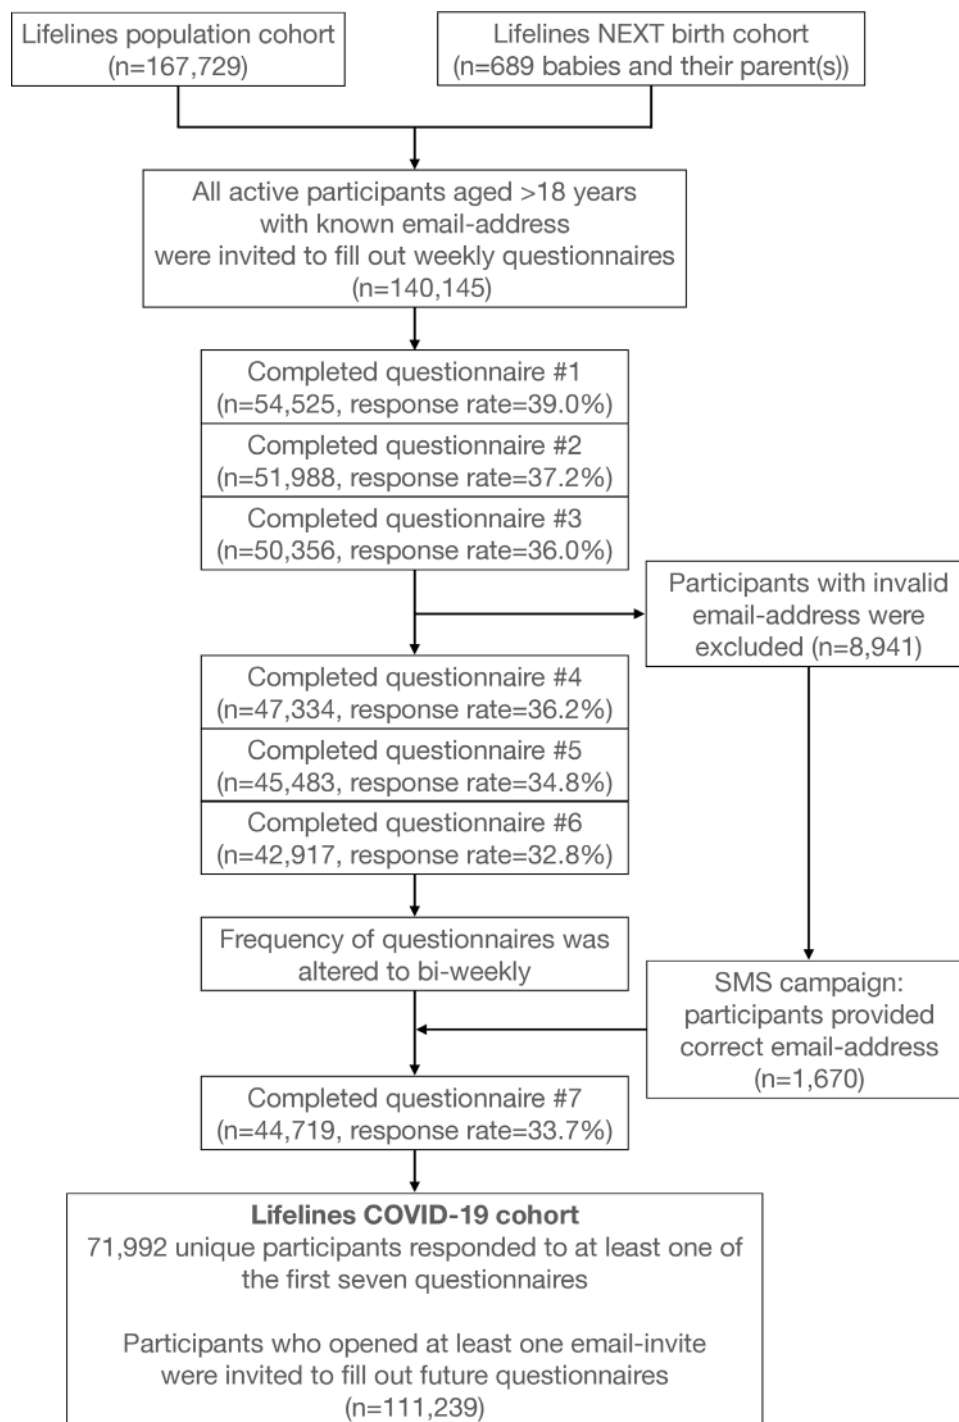 Lifelines population cohort
(n=167,729)
Lifelines NEXT birth cohort
(n=689 babies and their parent(s))
All active participants aged >18 years
with known email-address
were invited to fill out weekly questionnaires
(n=140,145)
Completed questionnaire #1
(n=54,525, response rate=39.0%)
Completed questionnaire #2
(n=51,988, response rate=37.2%)
Completed questionnaire #3
(n=50,356, response rate=36.0%)
Participants with invalid
email-address were
excluded (n=8,941)
Completed questionnaire #4
(n=47,334, response rate=36.2%)
Completed questionnaire #5
(n=45,483, response rate=34.8%)
Completed questionnaire #6
(n=42,917, response rate=32.8%)
Frequency of questionnaires was
altered to bi-weekly
SMS campaign:
participants provided
correct email-address
(n=1,670)
Completed questionnaire #7
(n=44,719, response rate=33.7%)
Lifelines COVID-19 cohort
71,992 unique participants responded to at least one of
the first seven questionnaires
Participants who opened at least one email-invite
were invited to fill out future questionnaires
(n=111,239)